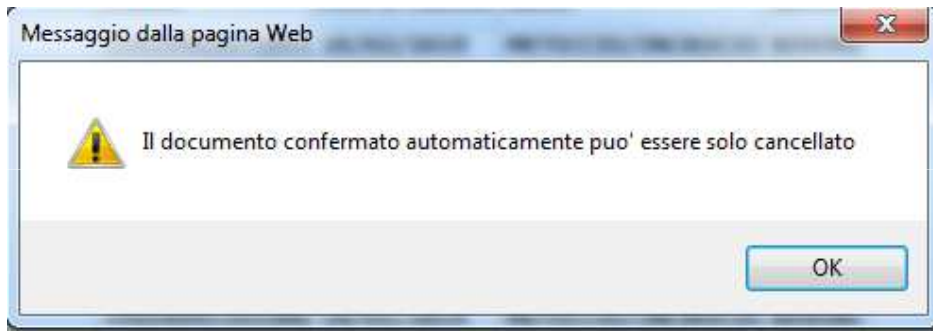 Messaggio dalla pagina Web
Il documento confermato automaticamente puo' essere solo cancellato
OK